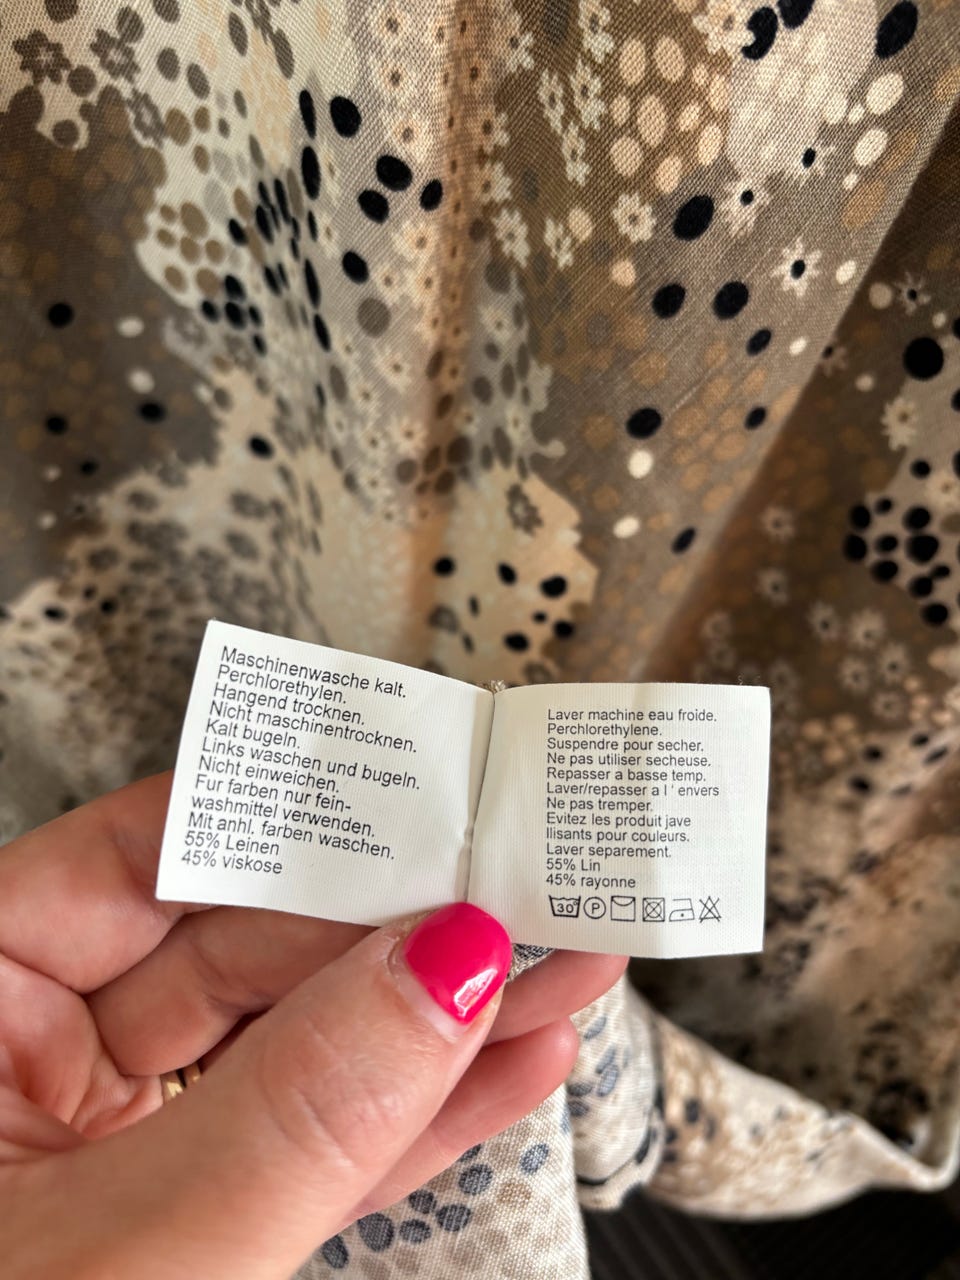 Maschinenwasche kalt.
Perchlorethylen.
Hangend trocknen.
Nicht maschinentrocknen.
Kalt bugeln.
Links waschen und bugeln.
Nicht einweichen.
Fur farben nur fein-
washmittel verwenden.
Mit anhl. farben waschen.
55% Leinen
45% viskose
Laver machine eau froide.
Perchlorethylene.
Suspendre pour secher.
Ne pas utiliser secheuse.
Repasser a basse temp.
Laver/repasser a l ' envers
Ne pas tremper.
Evitez les produit jave
llisants pour couleurs.
Laver separement.
55% Lin
45% rayonne
30 P